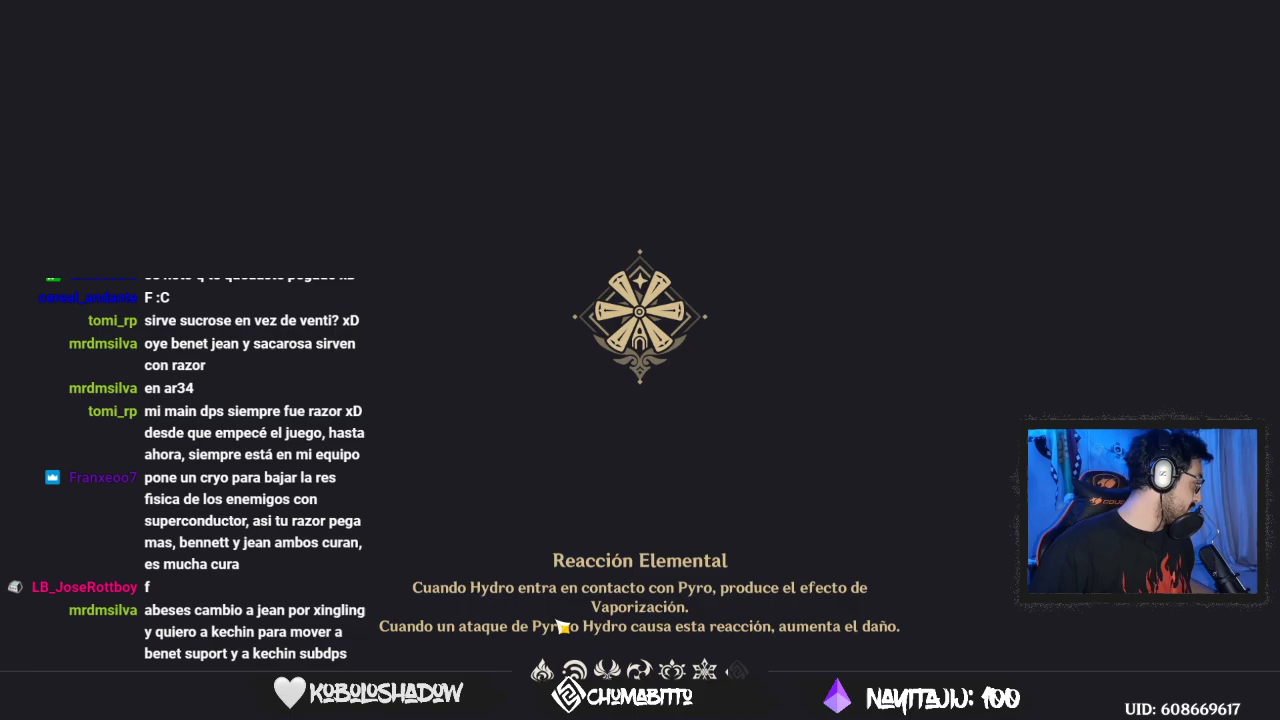 F :C
tomi_rp sirve sucrose en vez de venti? xD
mrdmsilva oye benet jean y sacarosa sirven
con razor
mrdmsilva en ar34
tomi_rp mi main dps siempre fue razor xD
desde que empecé el juego, hasta
ahora, siempre está en mi equipo
Franxeoo7 pone un cryo para bajar la res
fisica de los enemigos con
superconductor, asi tu razor pega
mas, bennett y jean ambos curan,
es mucha cura
LB_JoseRottboy f
mrdmsilva abeses cambio a jean por xingling
y quiero a kechin para mover a
benet suport y a kechin subdps
Reacción Elemental
Cuando Hydro entra en contacto con Pyro, produce el efecto de
Vaporización.
Cuando un ataque de Pyro o Hydro causa esta reacción, aumenta el daño.
KOBOLOSHADOW
CHUMABITTO
NAYITAJIJ: 100
UID: 608669617